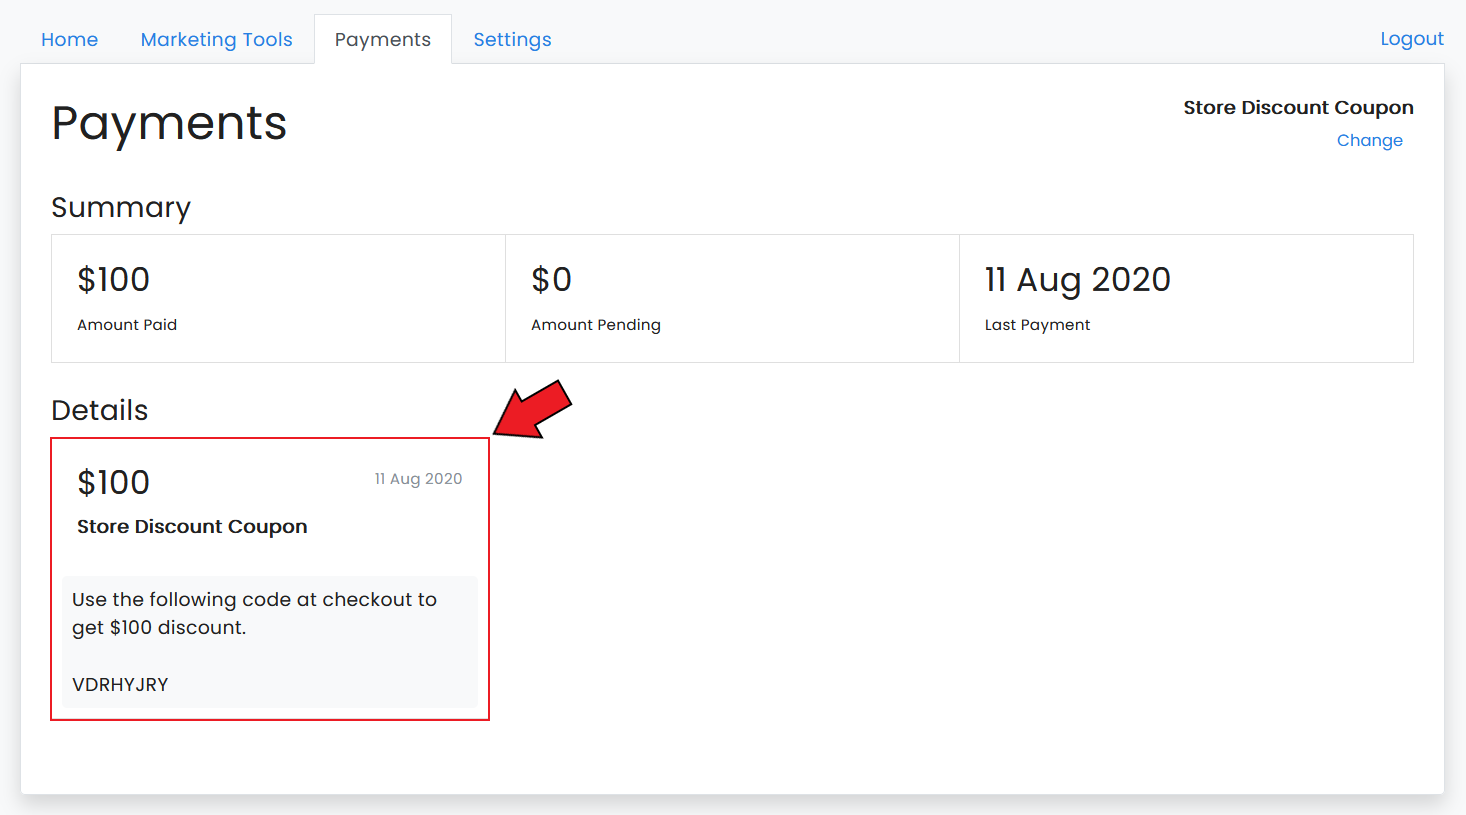 Home
Marketing Tools
Payments
Settings
Logout
Payments
Store Discount Coupon
Change
Summary
$100
Amount Paid
$0
Amount Pending
11 Aug 2020
Last Payment
Details
$100
11 Aug 2020
Store Discount Coupon
Use the following code at checkout to
get $100 discount.
VDRHYJRY